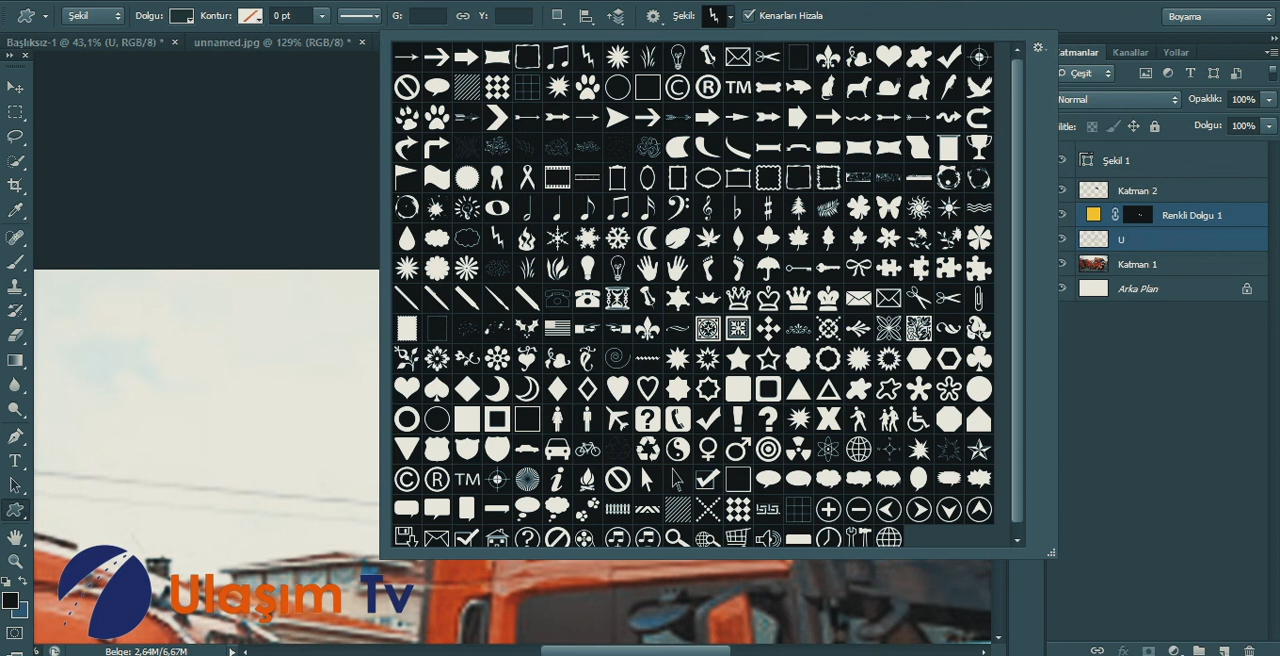 Şekil
Dolgu:
Kontur:
0 pt
G:
Y:
Şekil:
Kenarları Hizala
Boyama
Başlıksız-1 @ 43,1% (U, RGB/8) * ×
unnamed.jpg @ 129% (RGB/8) * ×
Katmanlar
Kanallar
Yollar
Çeşit
Normal
Opaklık: 100%
Kilitle:
Dolgu: 100%
Şekil 1
Katman 2
Renkli Dolgu 1
U
Katman 1
Arka Plan
Ulaşım Tv
Belge: 2,64M/6,67M